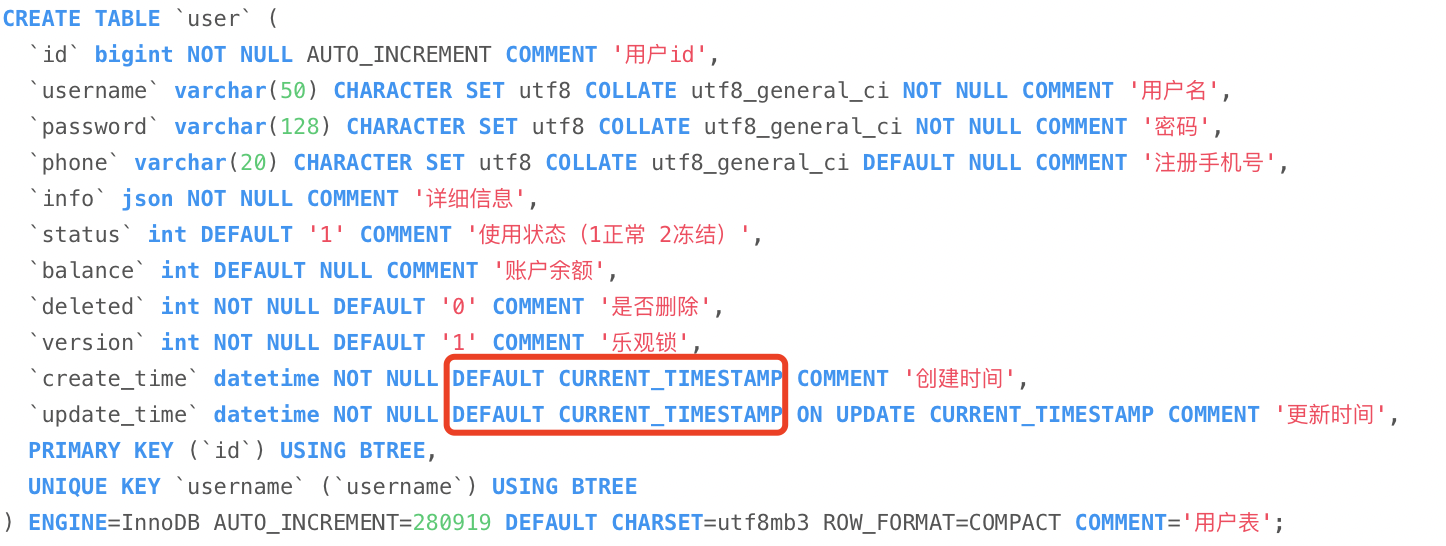 CREATE TABLE `user` (
  `id` bigint NOT NULL AUTO_INCREMENT COMMENT '用户id',
  `username` varchar(50) CHARACTER SET utf8 COLLATE utf8_general_ci NOT NULL COMMENT '用户名',
  `password` varchar(128) CHARACTER SET utf8 COLLATE utf8_general_ci NOT NULL COMMENT '密码',
  `phone` varchar(20) CHARACTER SET utf8 COLLATE utf8_general_ci DEFAULT NULL COMMENT '注册手机号',
  `info` json NOT NULL COMMENT '详细信息',
  `status` int DEFAULT '1' COMMENT '使用状态（1正常 2冻结）',
  `balance` int DEFAULT NULL COMMENT '账户余额',
  `deleted` int NOT NULL DEFAULT '0' COMMENT '是否删除',
  `version` int NOT NULL DEFAULT '1' COMMENT '乐观锁',
  `create_time` datetime NOT NULL DEFAULT CURRENT_TIMESTAMP COMMENT '创建时间',
  `update_time` datetime NOT NULL DEFAULT CURRENT_TIMESTAMP ON UPDATE CURRENT_TIMESTAMP COMMENT '更新时间',
  PRIMARY KEY (`id`) USING BTREE,
  UNIQUE KEY `username` (`username`) USING BTREE
) ENGINE=InnoDB AUTO_INCREMENT=280919 DEFAULT CHARSET=utf8mb3 ROW_FORMAT=COMPACT COMMENT='用户表';